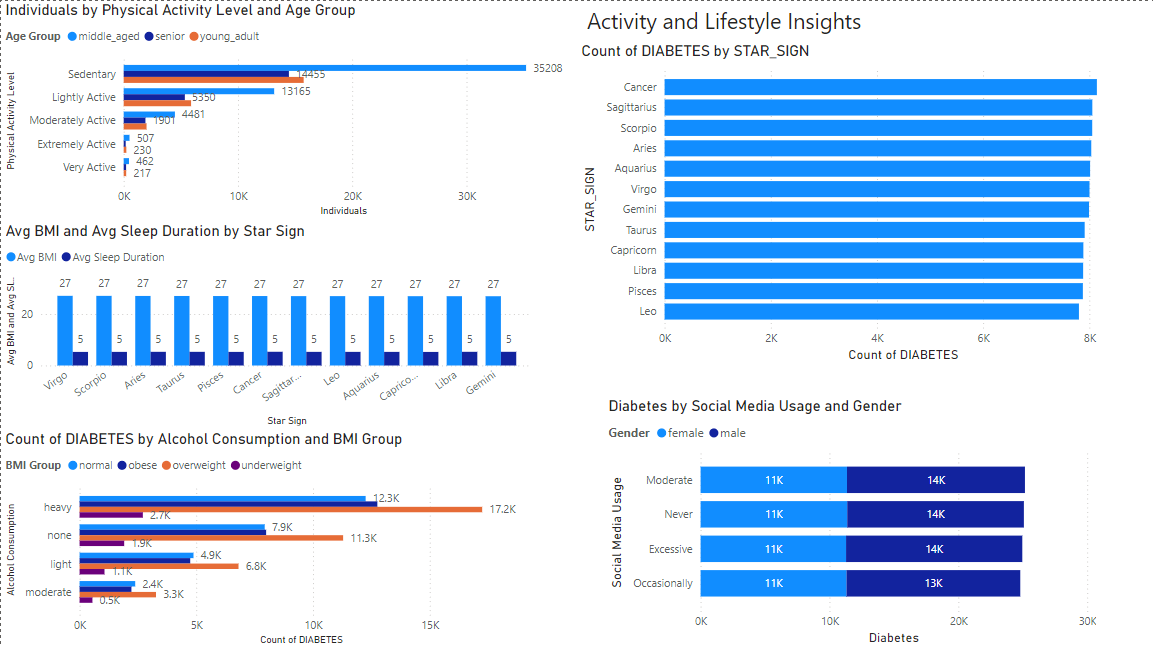 Individuals by Physical Activity Level and Age Group
Age Group middle_aged senior young_adult
Physical Activity Level
Sedentary 35208
14455
Lightly Active 13165
5350
Moderately Active 4481
1901
Extremely Active 507
230
Very Active 462
217
0K 10K 20K 30K
Individuals
Avg BMI and Avg Sleep Duration by Star Sign
Avg BMI Avg Sleep Duration
Avg BMI and Avg Sl...
27 27 27 27 27 27 27 27 27 27 27 27
20
5 5 5 5 5 5 5 5 5 5 5 5
0
Virgo Scorpio Aries Taurus Pisces Cancer Sagittar... Leo Aquarius Caprico... Libra Gemini
Star Sign
Count of DIABETES by Alcohol Consumption and BMI Group
BMI Group normal obese overweight underweight
Alcohol Consumption
12.3K
heavy 17.2K
2.7K
7.9K
none 11.3K
1.9K
4.9K
light 6.8K
1.1K
2.4K
moderate 3.3K
0.5K
0K 5K 10K 15K
Count of DIABETES
Activity and Lifestyle Insights
Count of DIABETES by STAR_SIGN
STAR_SIGN
Cancer
Sagittarius
Scorpio
Aries
Aquarius
Virgo
Gemini
Taurus
Capricorn
Libra
Pisces
Leo
0K 2K 4K 6K 8K
Count of DIABETES
Diabetes by Social Media Usage and Gender
Gender female male
Social Media Usage
Moderate 11K 14K
Never 11K 14K
Excessive 11K 14K
Occasionally 11K 13K
0K 10K 20K 30K
Diabetes